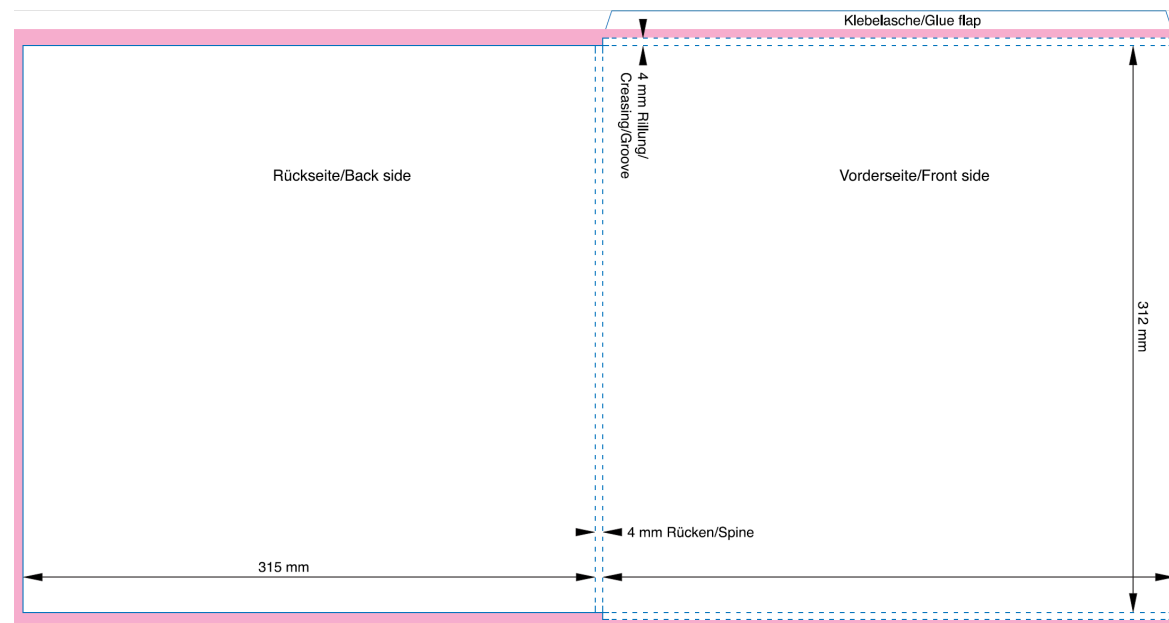 Klebelasche/Glue flap
4 mm Rillung/
Creasing/Groove
Rückseite/Back side
Vorderseite/Front side
312 mm
4 mm Rücken/Spine
315 mm